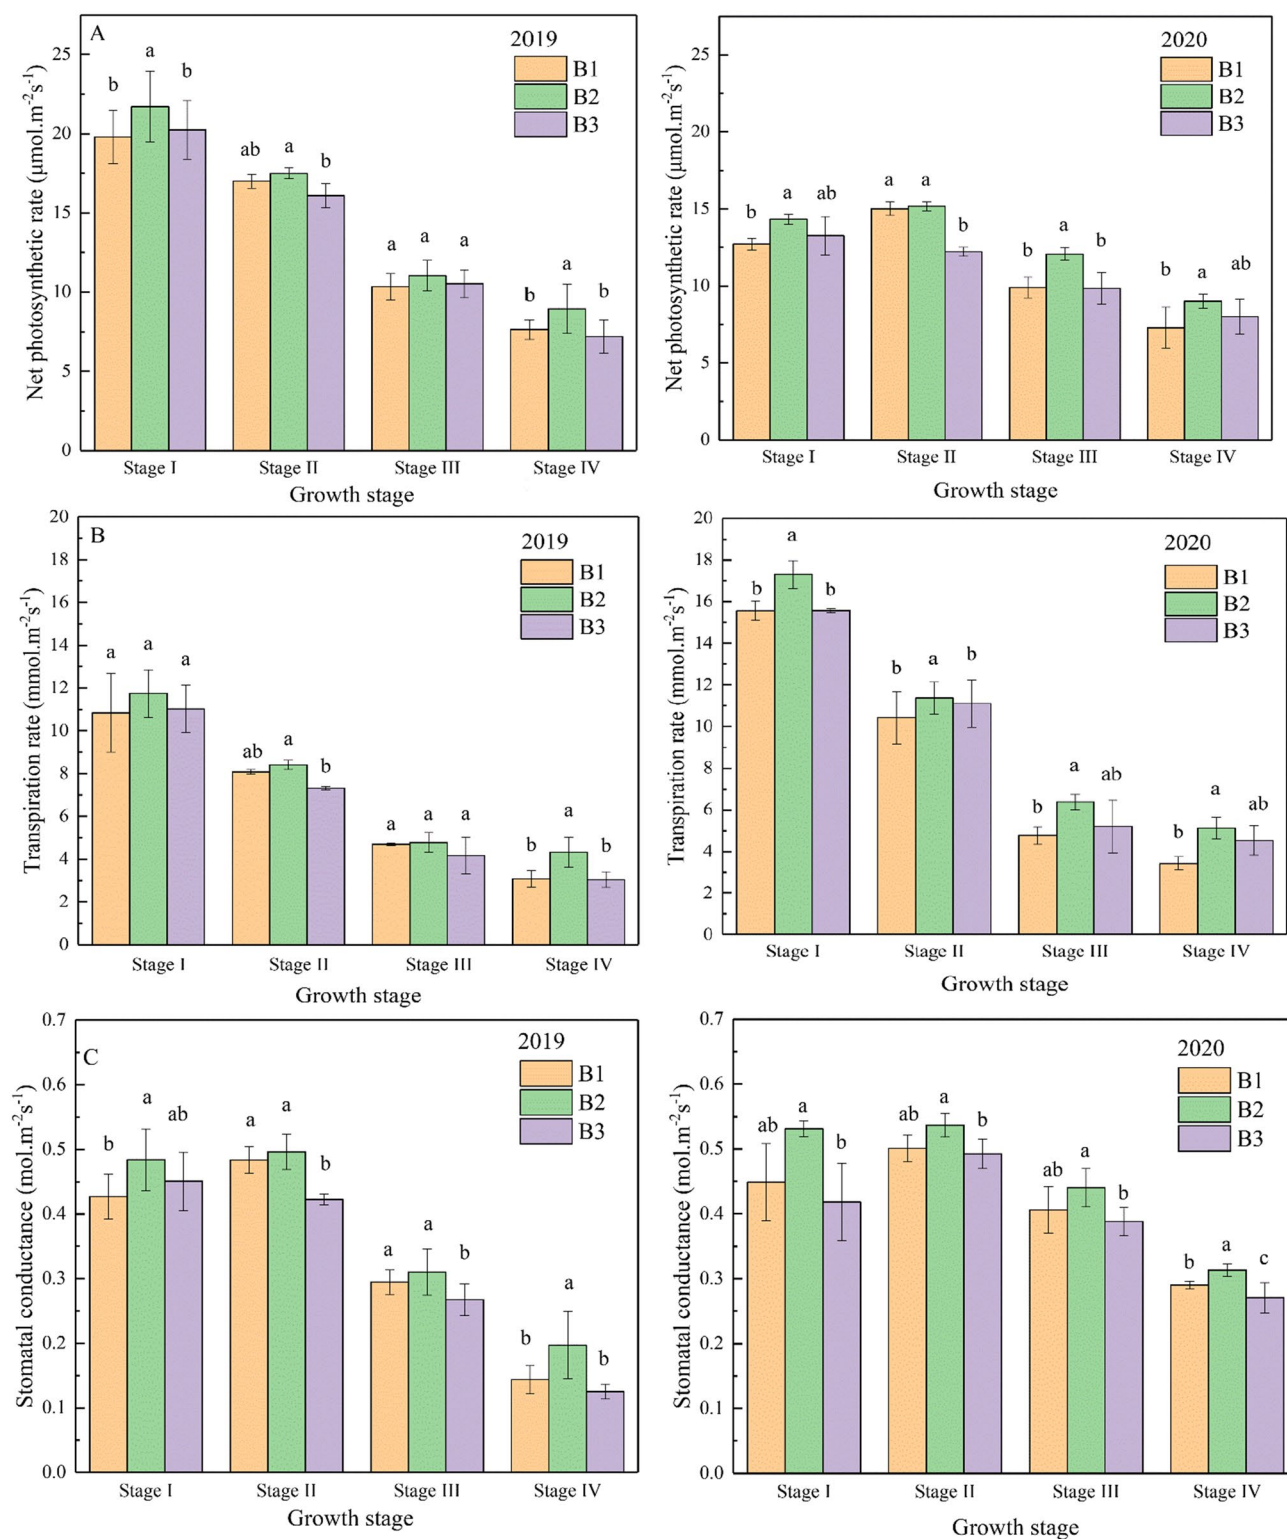 A
2019
B1
B2
B3
b a b
ab a b
a a a
b a b
Net photosynthetic rate (μmol.m⁻²s⁻¹)
25
20
15
10
5
0
Stage I Stage II Stage III Stage IV
Growth stage
2020
B1
B2
B3
b a ab
a a b
b a b
b a ab
Net photosynthetic rate (μmol.m⁻²s⁻¹)
25
20
15
10
5
0
Stage I Stage II Stage III Stage IV
Growth stage
B
2019
B1
B2
B3
a a a
ab a b
a a a
b a b
Transpiration rate (mmol.m⁻²s⁻¹)
20
18
16
14
12
10
8
6
4
2
0
Stage I Stage II Stage III Stage IV
Growth stage
2020
B1
B2
B3
b a b
b a b
b a ab
b a ab
Transpiration rate (mmol.m⁻²s⁻¹)
20
18
16
14
12
10
8
6
4
2
0
Stage I Stage II Stage III Stage IV
Growth stage
C
2019
B1
B2
B3
b a ab
a a b
a a b
b a b
Stomatal conductance (mol.m⁻²s⁻¹)
0.7
0.6
0.5
0.4
0.3
0.2
0.1
0.0
Stage I Stage II Stage III Stage IV
Growth stage
2020
B1
B2
B3
ab a b
ab a b
ab a b
b a c
Stomatal conductance (mol.m⁻²s⁻¹)
0.7
0.6
0.5
0.4
0.3
0.2
0.1
0.0
Stage I Stage II Stage III Stage IV
Growth stage